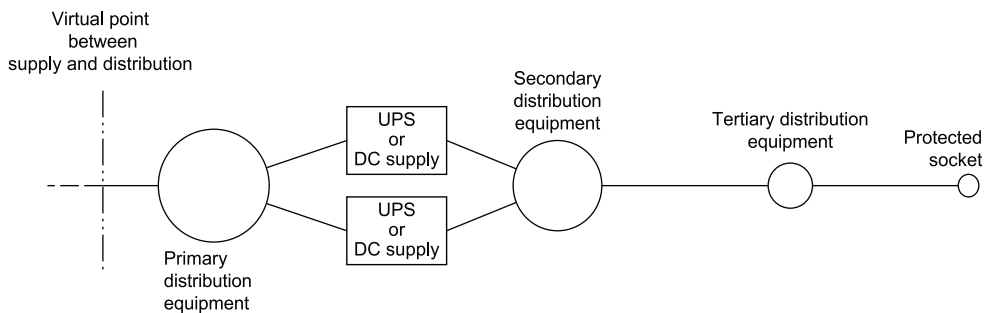 Virtual point
between
supply and distribution
Primary
distribution
equipment
UPS
or
DC supply
UPS
or
DC supply
Secondary
distribution
equipment
Tertiary distribution
equipment
Protected
socket